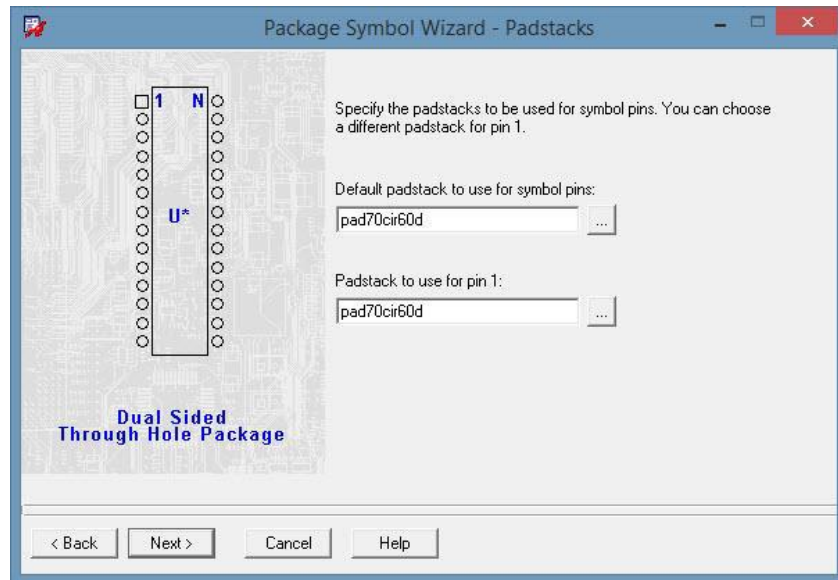 Package Symbol Wizard - Padstacks
1 N
U*
Dual Sided
Through Hole Package
Specify the padstacks to be used for symbol pins. You can choose
a different padstack for pin 1.
Default padstack to use for symbol pins:
pad70cir60d
...
Padstack to use for pin 1:
pad70cir60d
...
< Back Next > Cancel Help